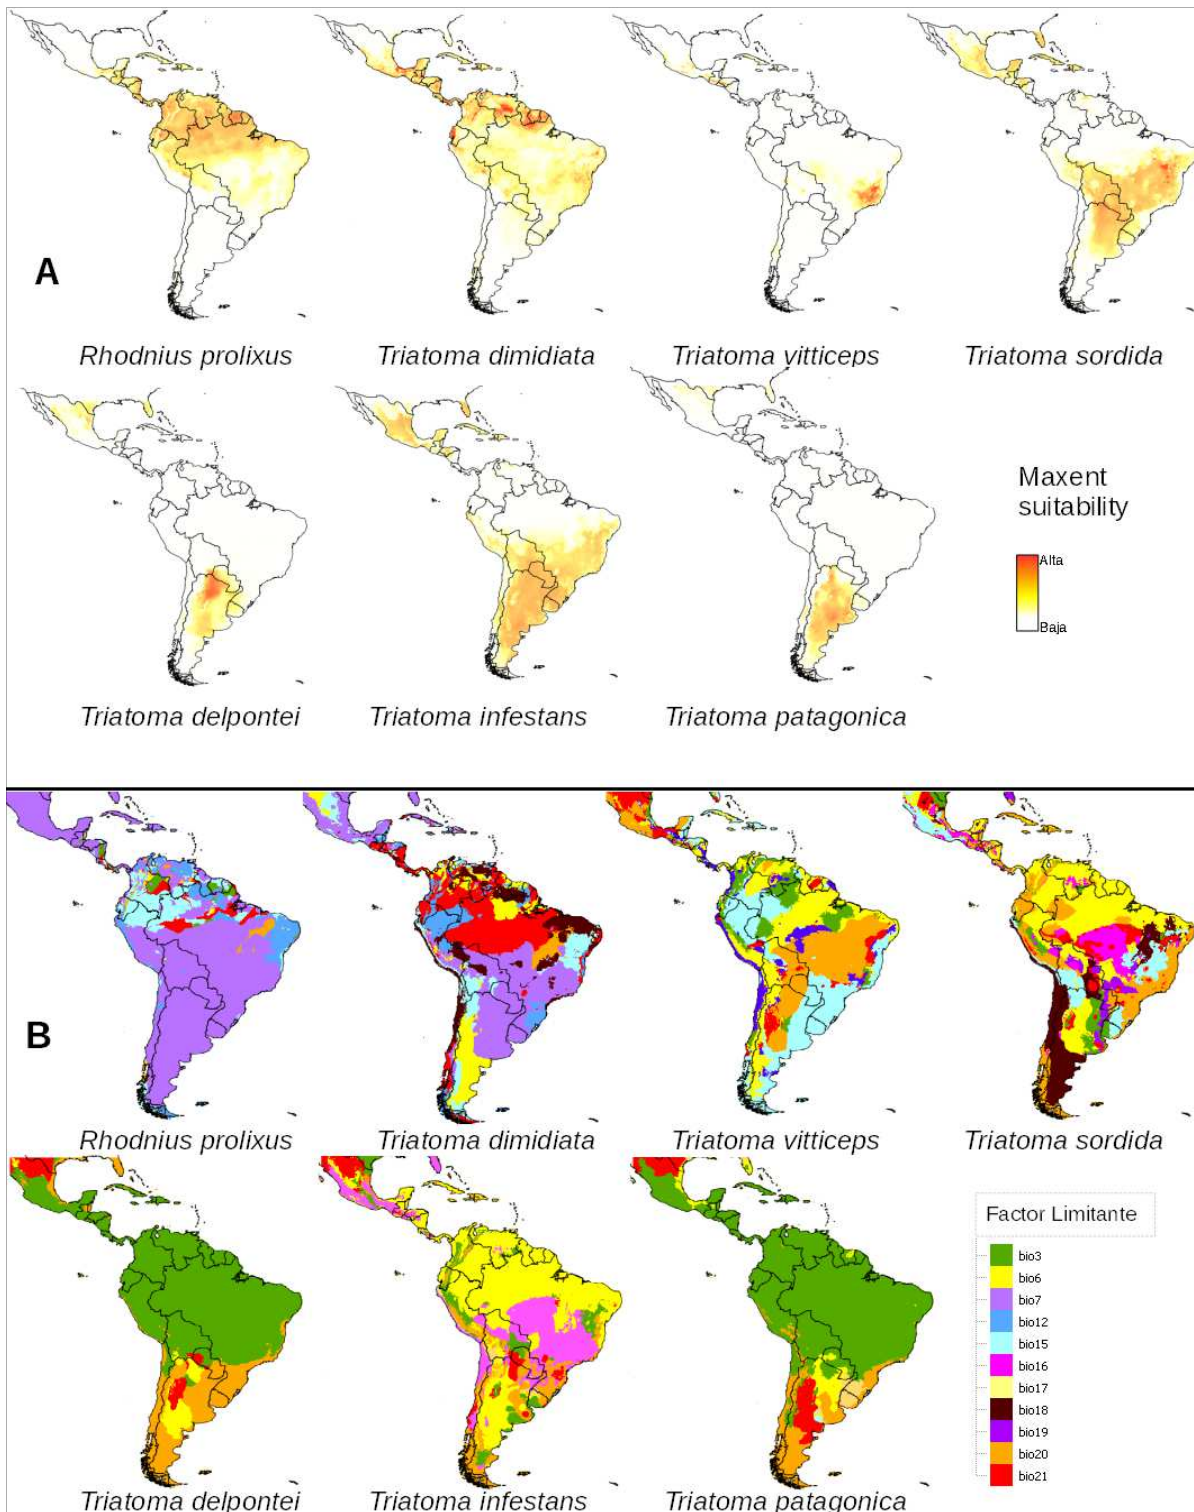 A
Rhodnius prolixus
Triatoma dimidiata
Triatoma vitticeps
Triatoma sordida
Maxent
suitability
Alta
Baja
Triatoma delpontei
Triatoma infestans
Triatoma patagonica
B
Rhodnius prolixus
Triatoma dimidiata
Triatoma vitticeps
Triatoma sordida
Factor Limitante
bio3
bio6
bio7
bio12
bio15
bio16
bio17
bio18
bio19
bio20
bio21
Triatoma delpontei
Triatoma infestans
Triatoma patagonica